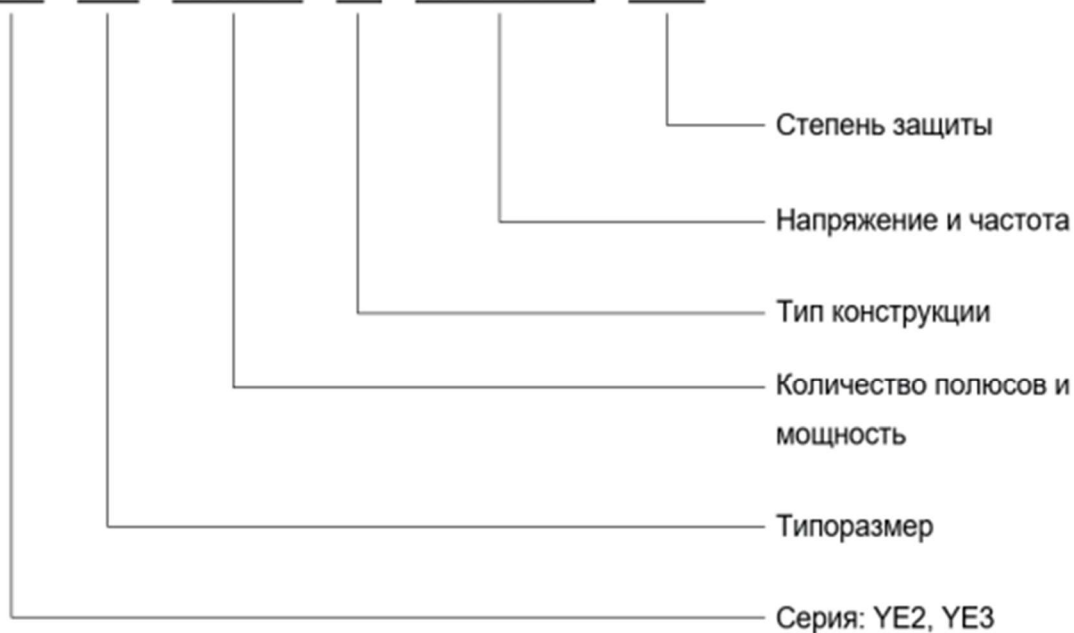 Степень защиты
Напряжение и частота
Тип конструкции
Количество полюсов и
мощность
Типоразмер
Серия: YE2, YE3